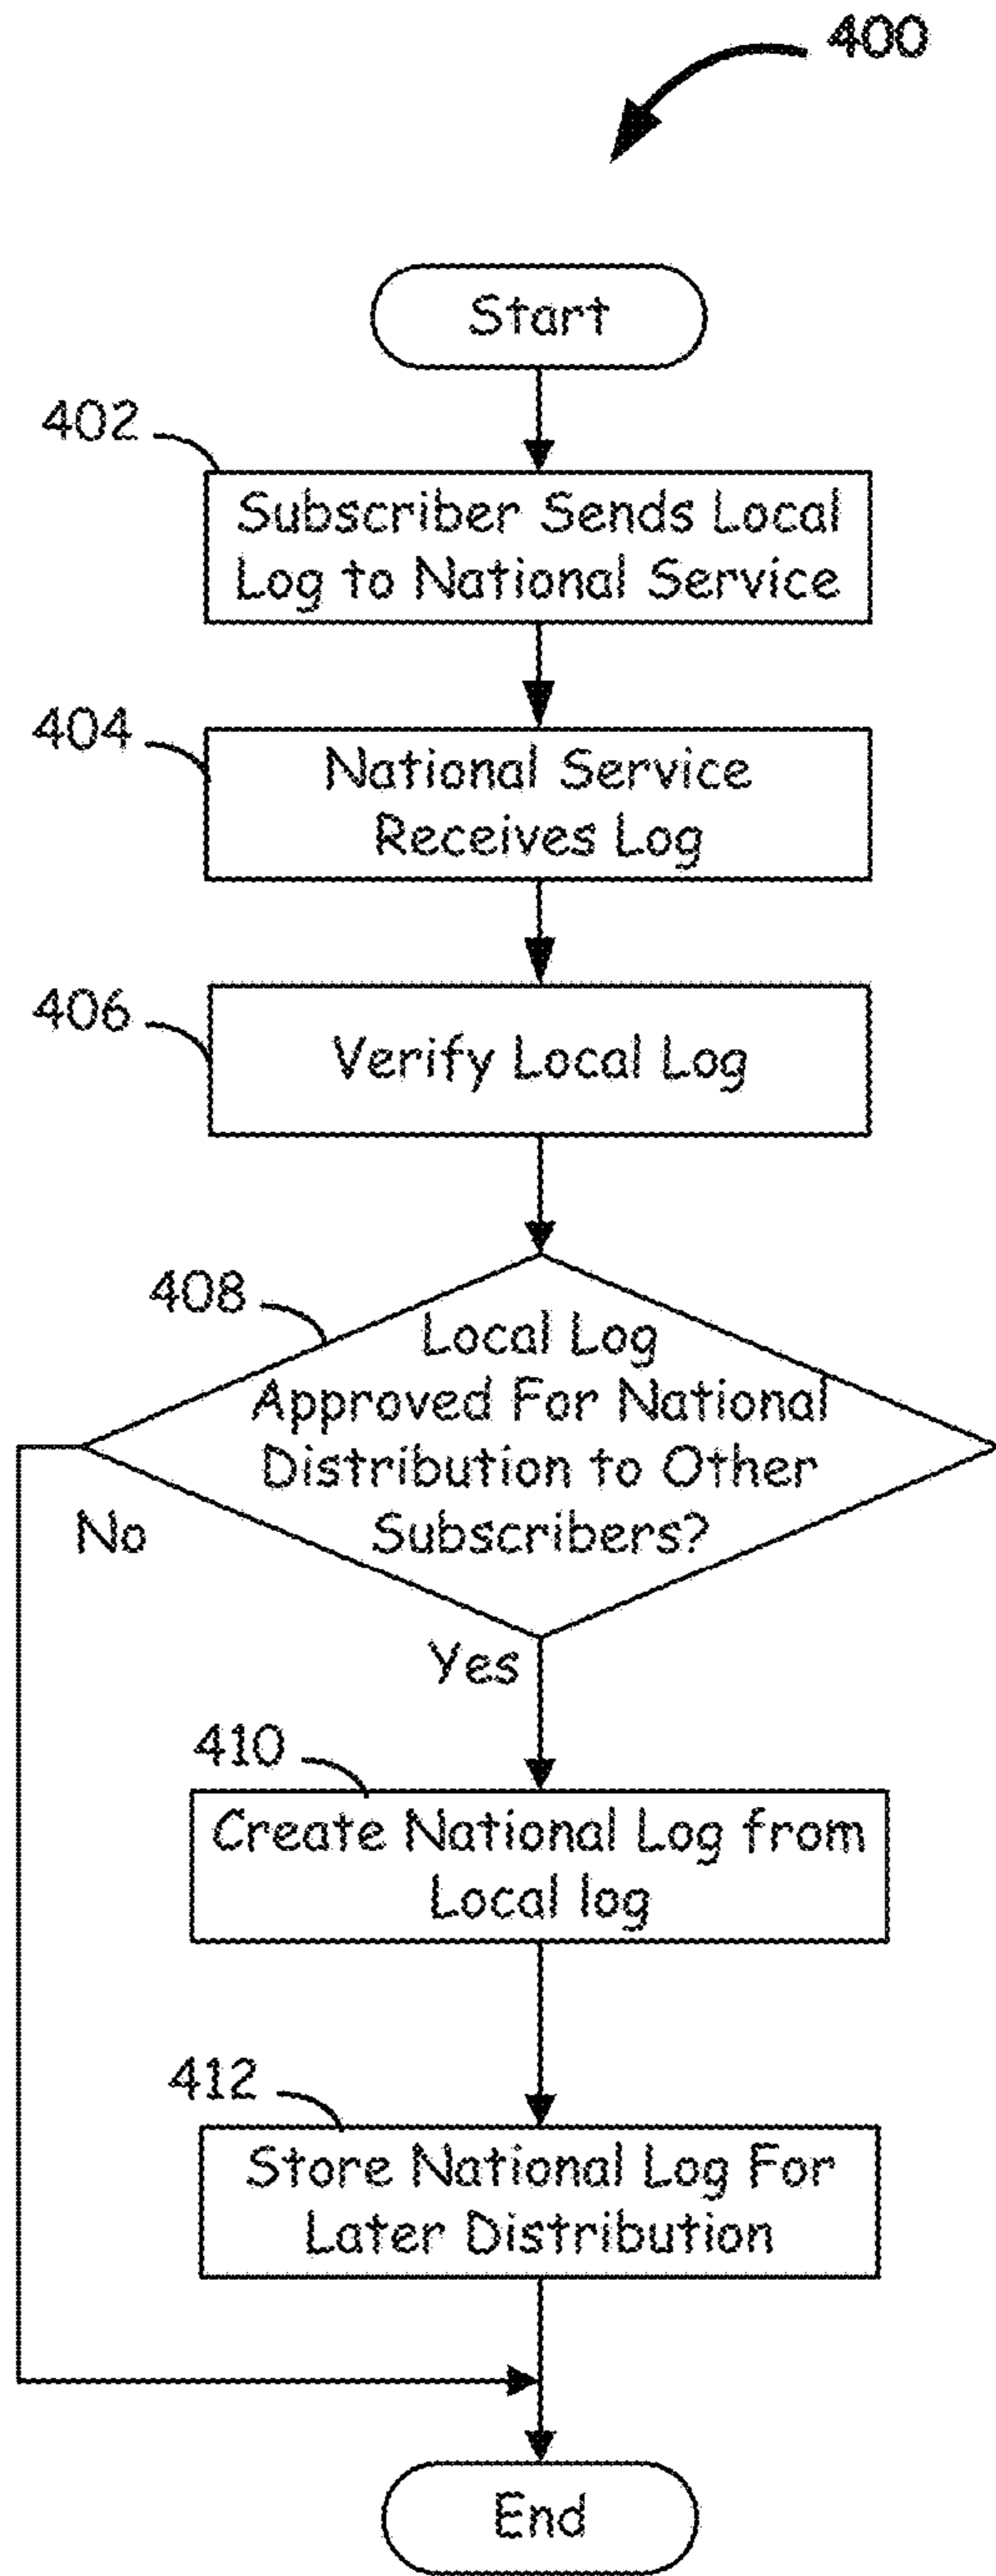 400
Start
402
Subscriber Sends Local
Log to National Service
404
National Service
Receives Log
406
Verify Local Log
408
Local Log
Approved For National
Distribution to Other
Subscribers?
No
Yes
410
Create National Log from
Local log
412
Store National Log For
Later Distribution
End